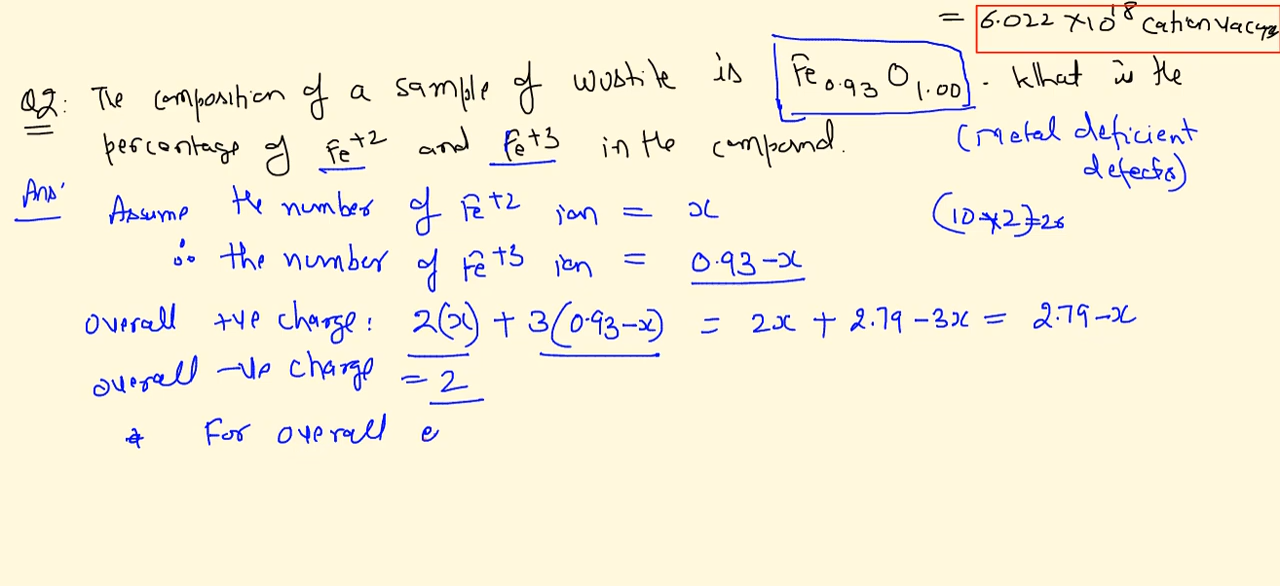 = 6.022 × 10^18 cation vacancy
Q2: The composition of a sample of wustite is Fe0.93 O1.00. What is the
percentage of Fe+2 and Fe+3 in the compound.
(metal deficient
defects)
Ans: Assume the number of Fe+2 ion = x
∴ the number of Fe+3 ion = 0.93-x
overall +ve charge: 2(x) + 3(0.93-x) = 2x + 2.79 - 3x = 2.79-x
overall -ve charge = 2
* For overall e